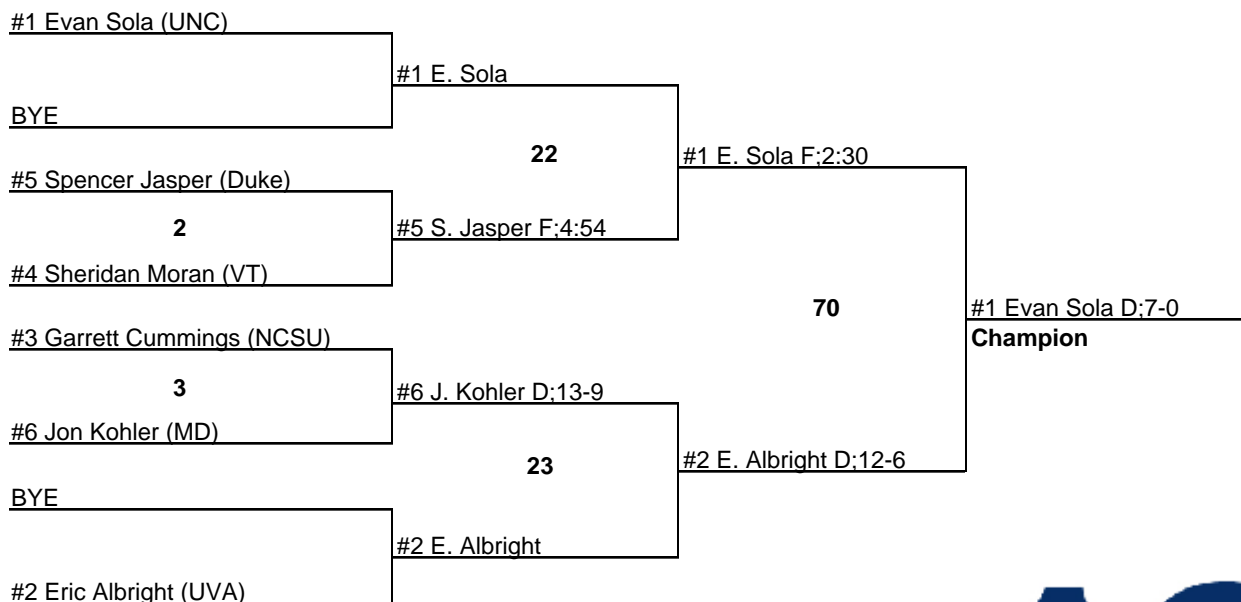 #1 Evan Sola (UNC)
#1 E. Sola
BYE
22
#1 E. Sola F;2:30
#5 Spencer Jasper (Duke)
2
#5 S. Jasper F;4:54
#4 Sheridan Moran (VT)
70
#1 Evan Sola D;7-0
Champion
#3 Garrett Cummings (NCSU)
3
#6 J. Kohler D;13-9
#6 Jon Kohler (MD)
23
#2 E. Albright D;12-6
BYE
#2 E. Albright
#2 Eric Albright (UVA)